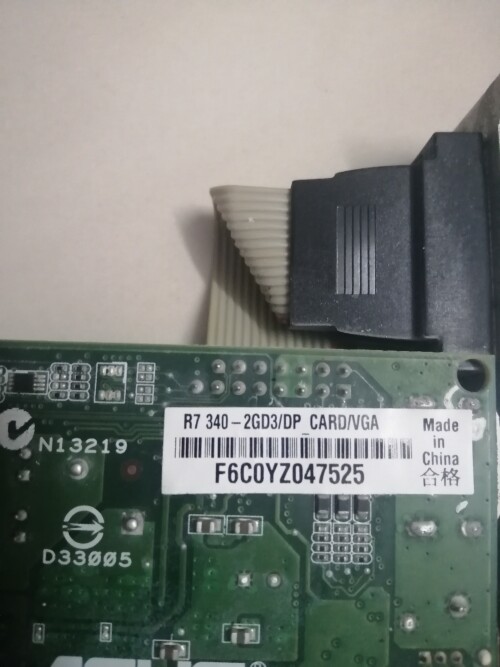 R7 340-2GD3/DP_CARD/VGA
F6C0YZ047525
Made
in
China
合格
N13219
D33005